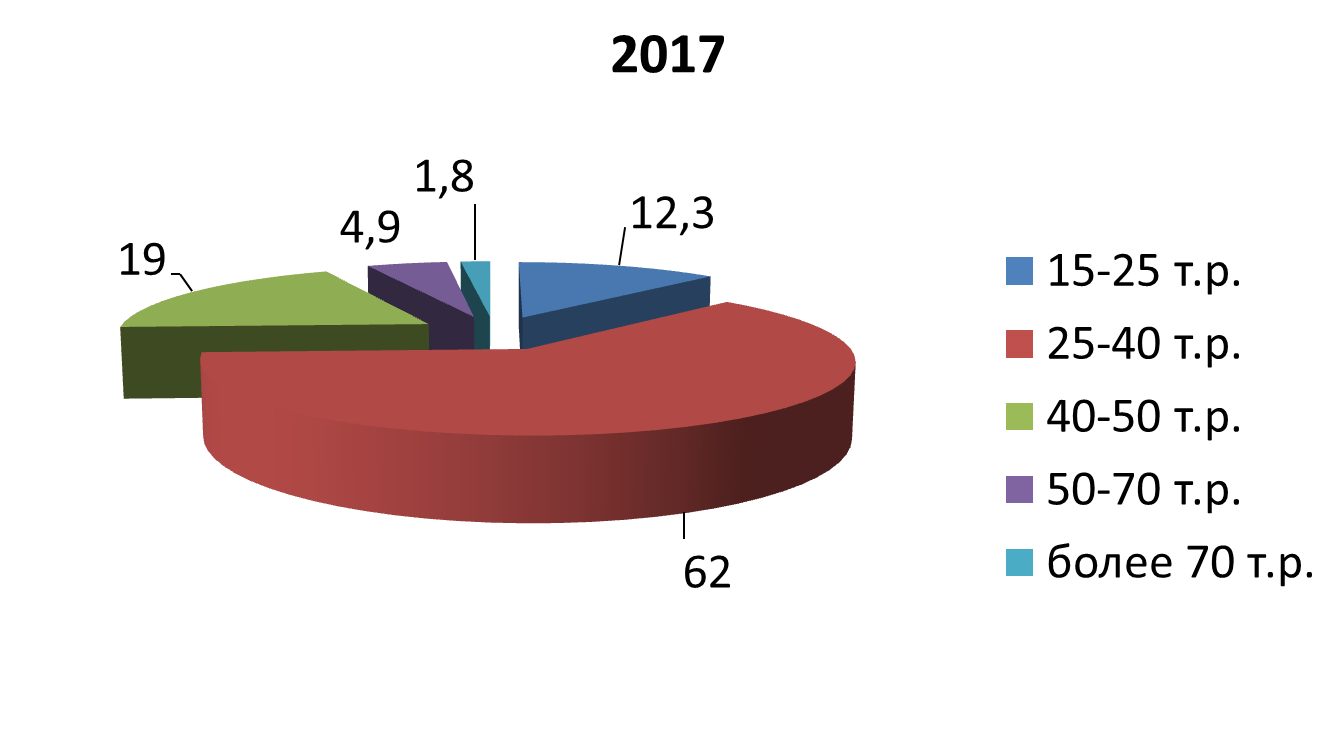 2017
1,8
12,3
4,9
19
62
15-25 т.р.
25-40 т.р.
40-50 т.р.
50-70 т.р.
более 70 т.р.